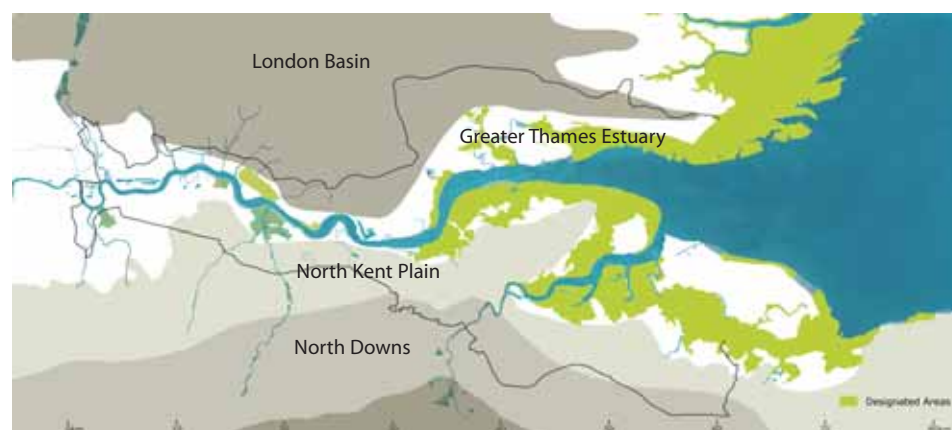 London Basin
Greater Thames Estuary
North Kent Plain
North Downs
Designated Areas